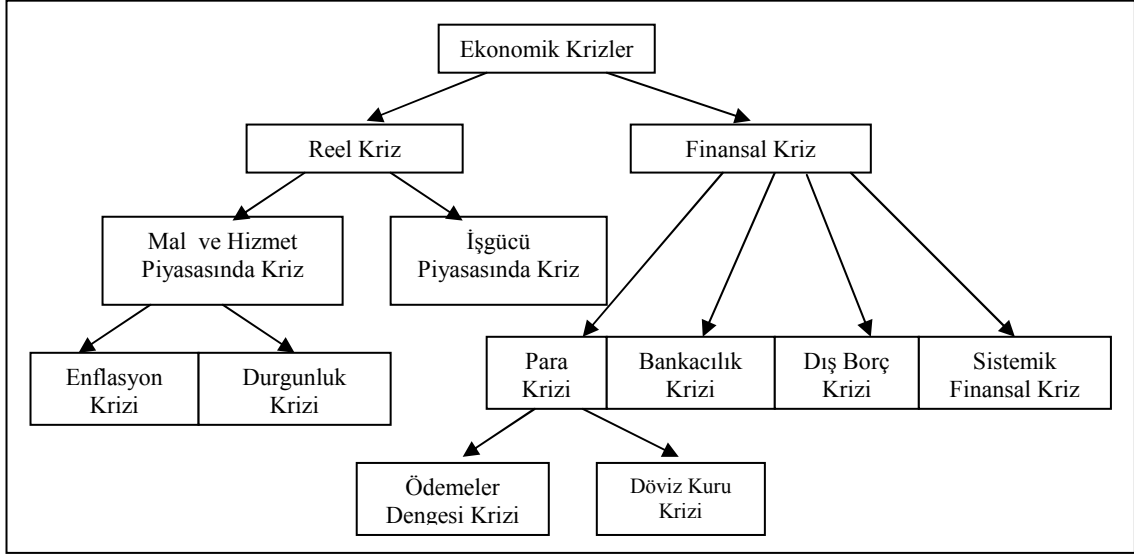 Ekonomik Krizler
Reel Kriz
Finansal Kriz
Mal ve Hizmet
Piyasasında Kriz
İşgücü
Piyasasında Kriz
Enflasyon
Krizi
Durgunluk
Krizi
Para
Krizi
Bankacılık
Krizi
Dış Borç
Krizi
Sistemik
Finansal Kriz
Ödemeler
Dengesi Krizi
Döviz Kuru
Krizi